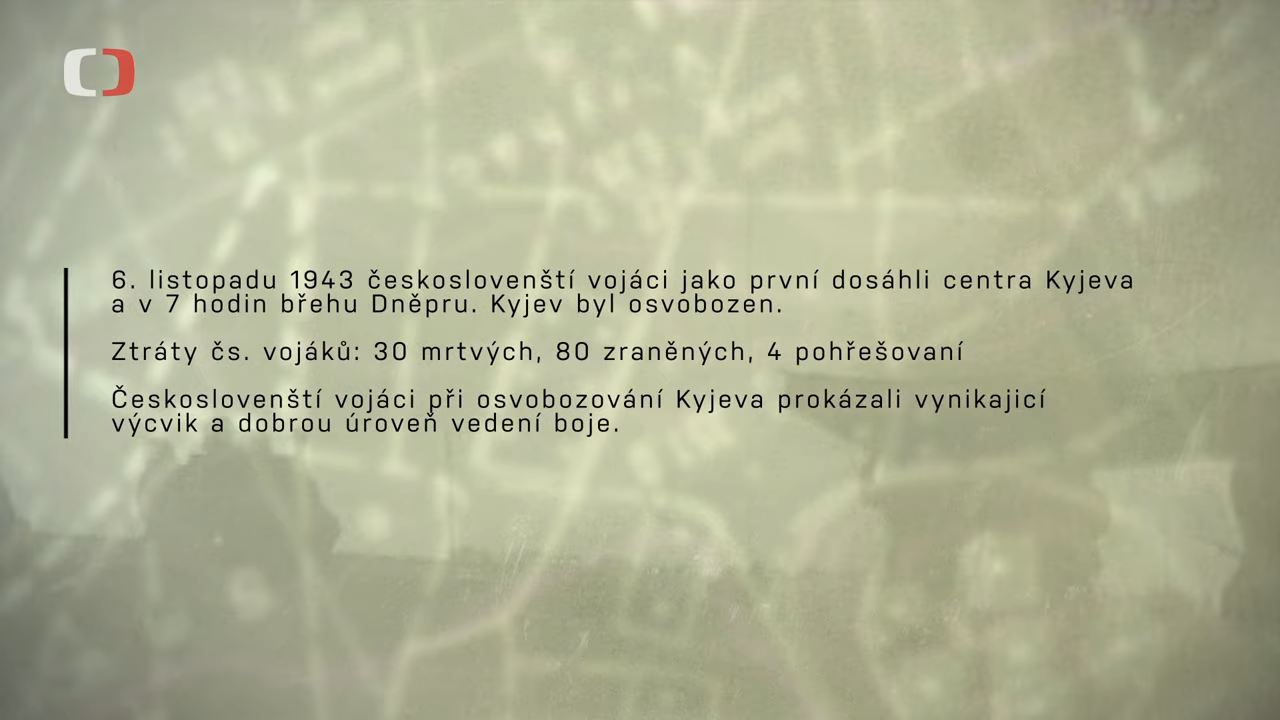 6. listopadu 1943 českoslovenští vojáci jako první dosáhli centra Kyjeva
a v 7 hodin břehu Dněpru. Kyjev byl osvobozen.
Ztráty čs. vojáků: 30 mrtvých, 80 zraněných, 4 pohřešovaní
Českoslovenští vojáci při osvobozování Kyjeva prokázali vynikajicí
výcvik a dobrou úroveň vedení boje.